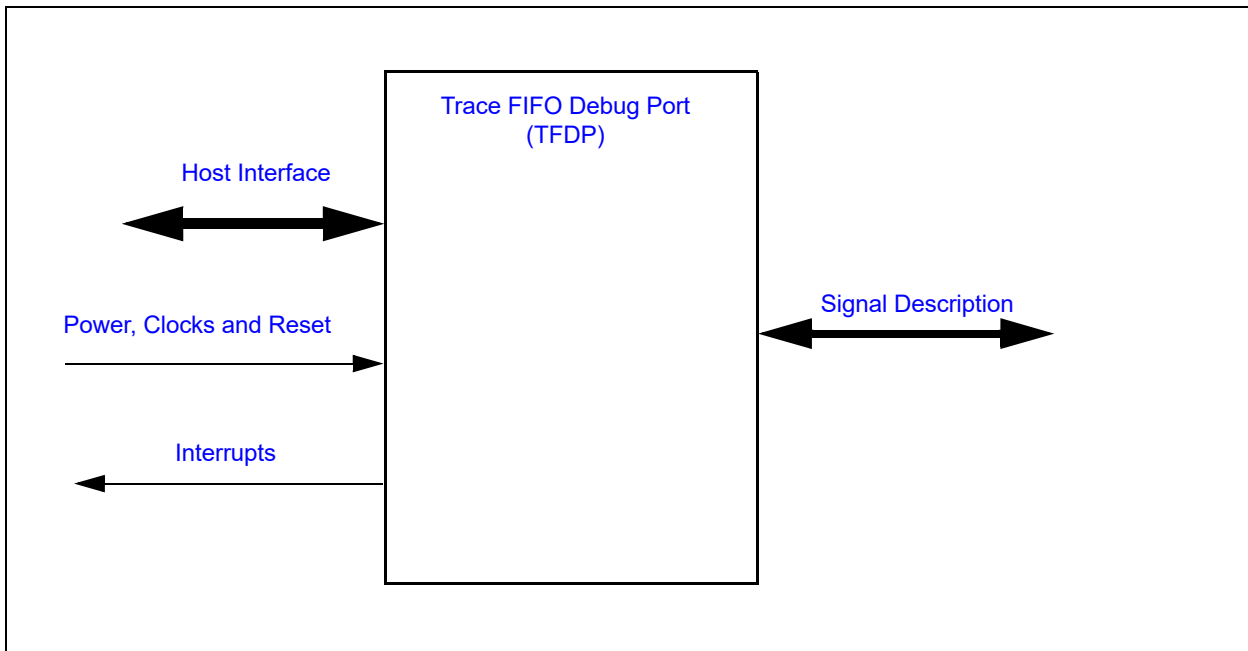 Trace FIFO Debug Port
(TFDP)
Host Interface
Signal Description
Power, Clocks and Reset
Interrupts